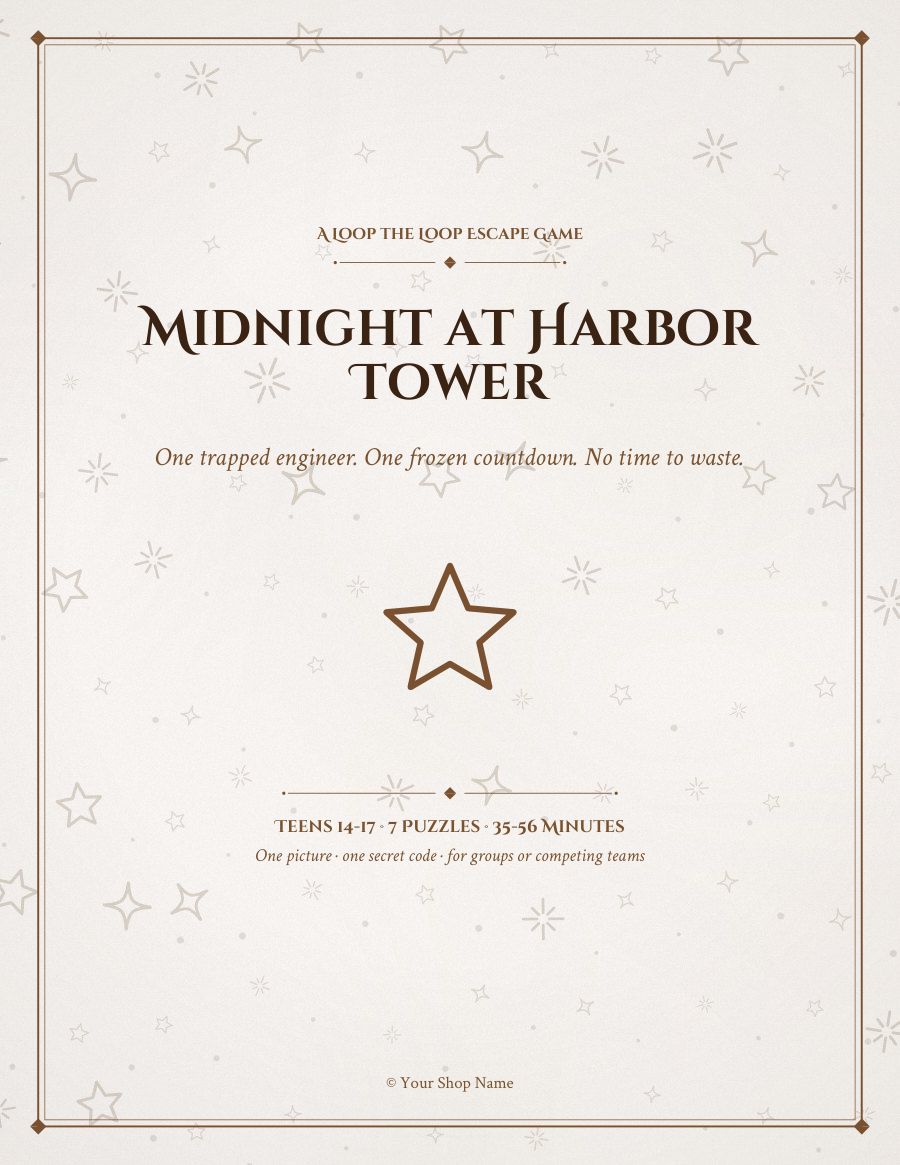 A Loop the Loop Escape Game
Midnight at Harbor
Tower
One trapped engineer. One frozen countdown. No time to waste.
Teens 14-17 · 7 Puzzles · 35-56 Minutes
One picture · one secret code · for groups or competing teams
© Your Shop Name